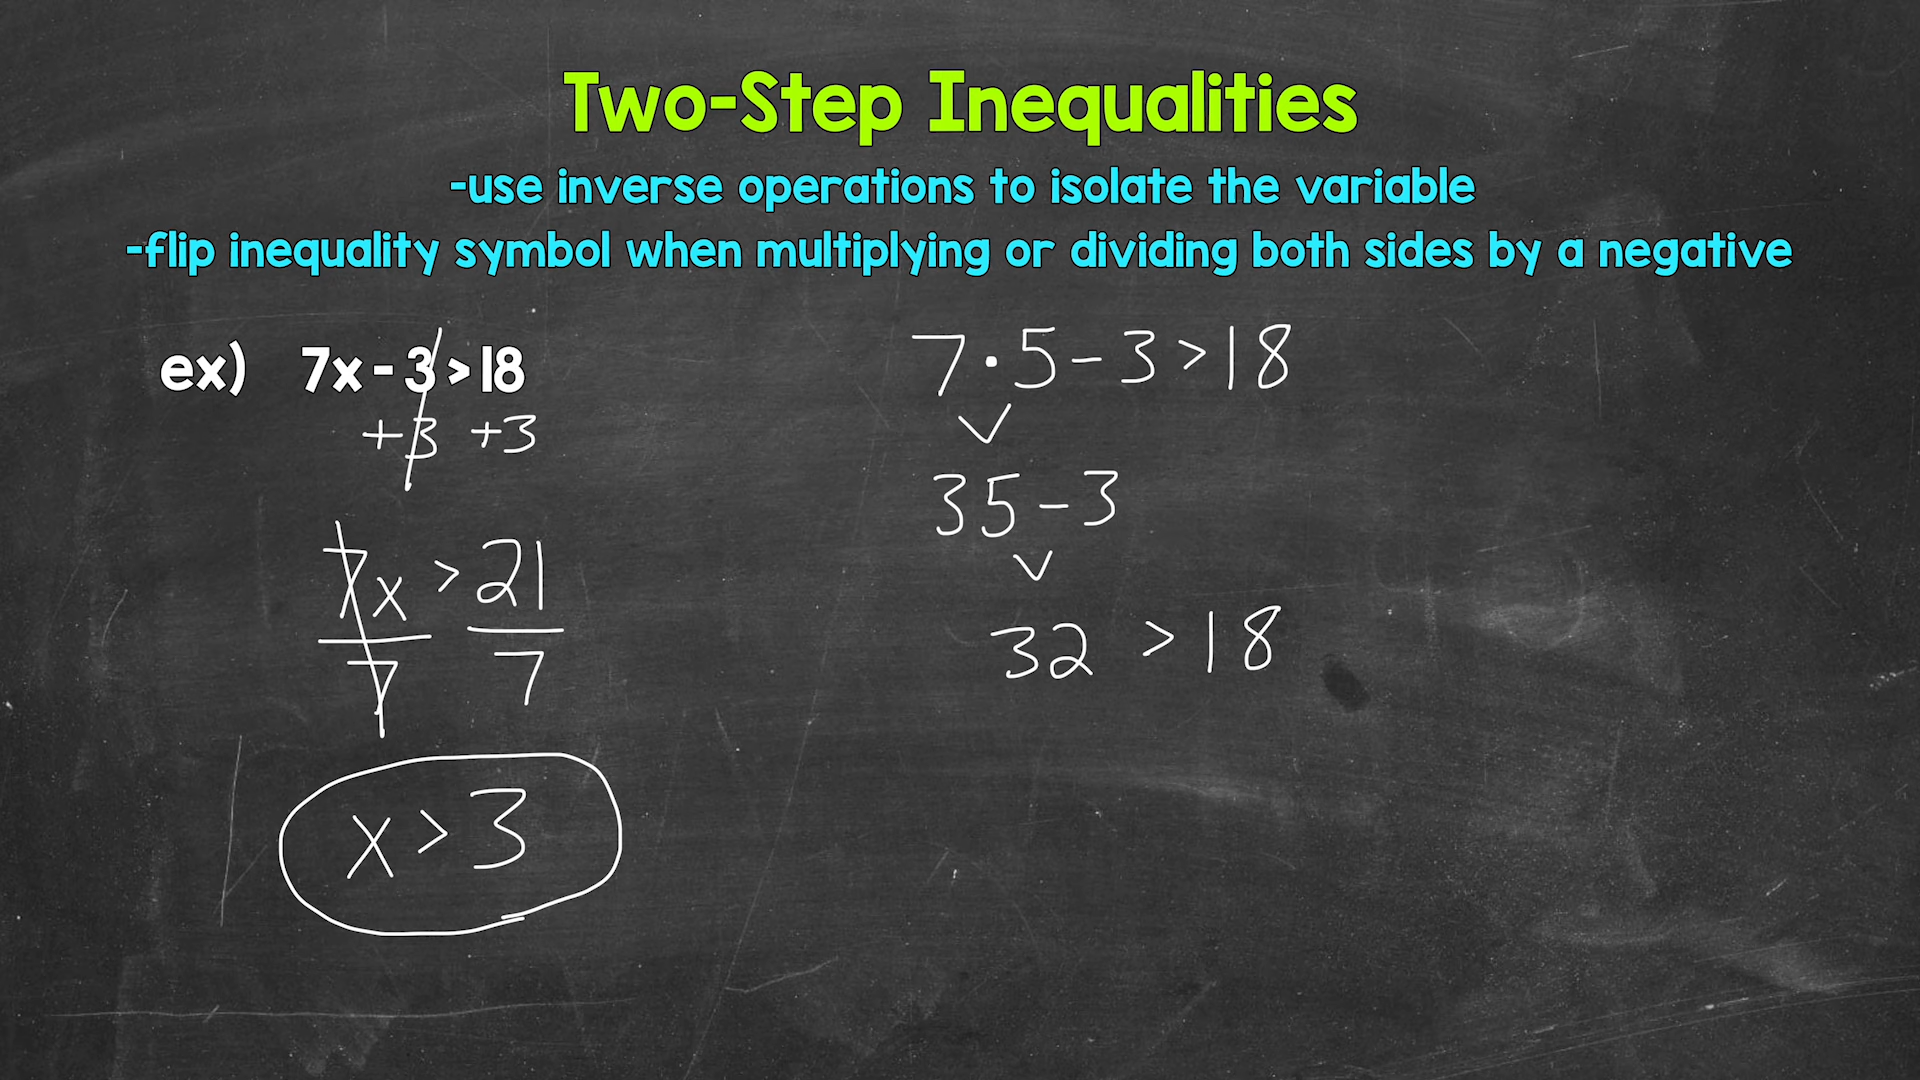 Two-Step Inequalities
-use inverse operations to isolate the variable
-flip inequality symbol when multiplying or dividing both sides by a negative
ex) 7x - 3 > 18
+3 +3
7x > 21
7 7
x > 3
7 • 5 - 3 > 18
35 - 3
32 > 18